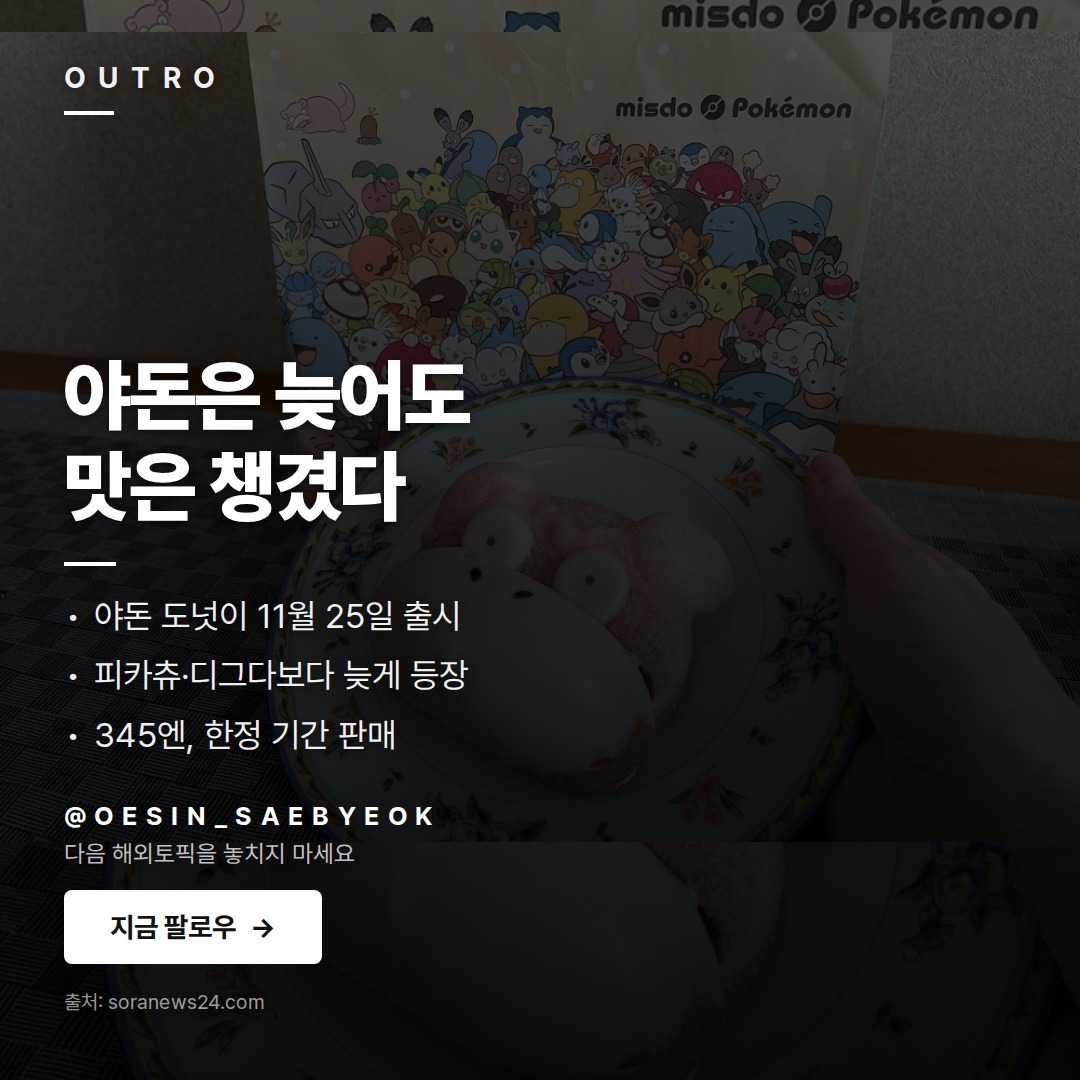 misdo Pokémon
OUTRO
misdo Pokémon
야돈은 늦어도
맛은 챙겼다
• 야돈 도넛이 11월 25일 출시
• 피카츄·디그다보다 늦게 등장
• 345엔, 한정 기간 판매
@OESIN_SAEBYEOK
다음 해외토픽을 놓치지 마세요
지금 팔로우 →
출처: soranews24.com